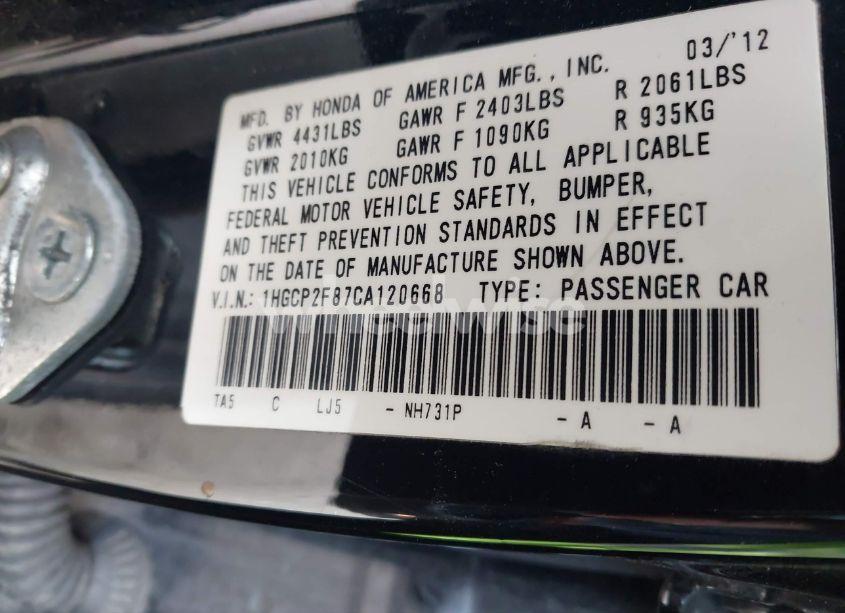 MFD. BY HONDA OF AMERICA MFG., INC. 03/'12
GVWR 4431LBS GAWR F 2403LBS R 2061LBS
GVWR 2010KG GAWR F 1090KG R 935KG
THIS VEHICLE CONFORMS TO ALL APPLICABLE
FEDERAL MOTOR VEHICLE SAFETY, BUMPER,
AND THEFT PREVENTION STANDARDS IN EFFECT
ON THE DATE OF MANUFACTURE SHOWN ABOVE.
V.I.N.: 1HGCP2F87CA120668 TYPE: PASSENGER CAR
wheelwise
TA5 C LJ5 - NH731P - A - A